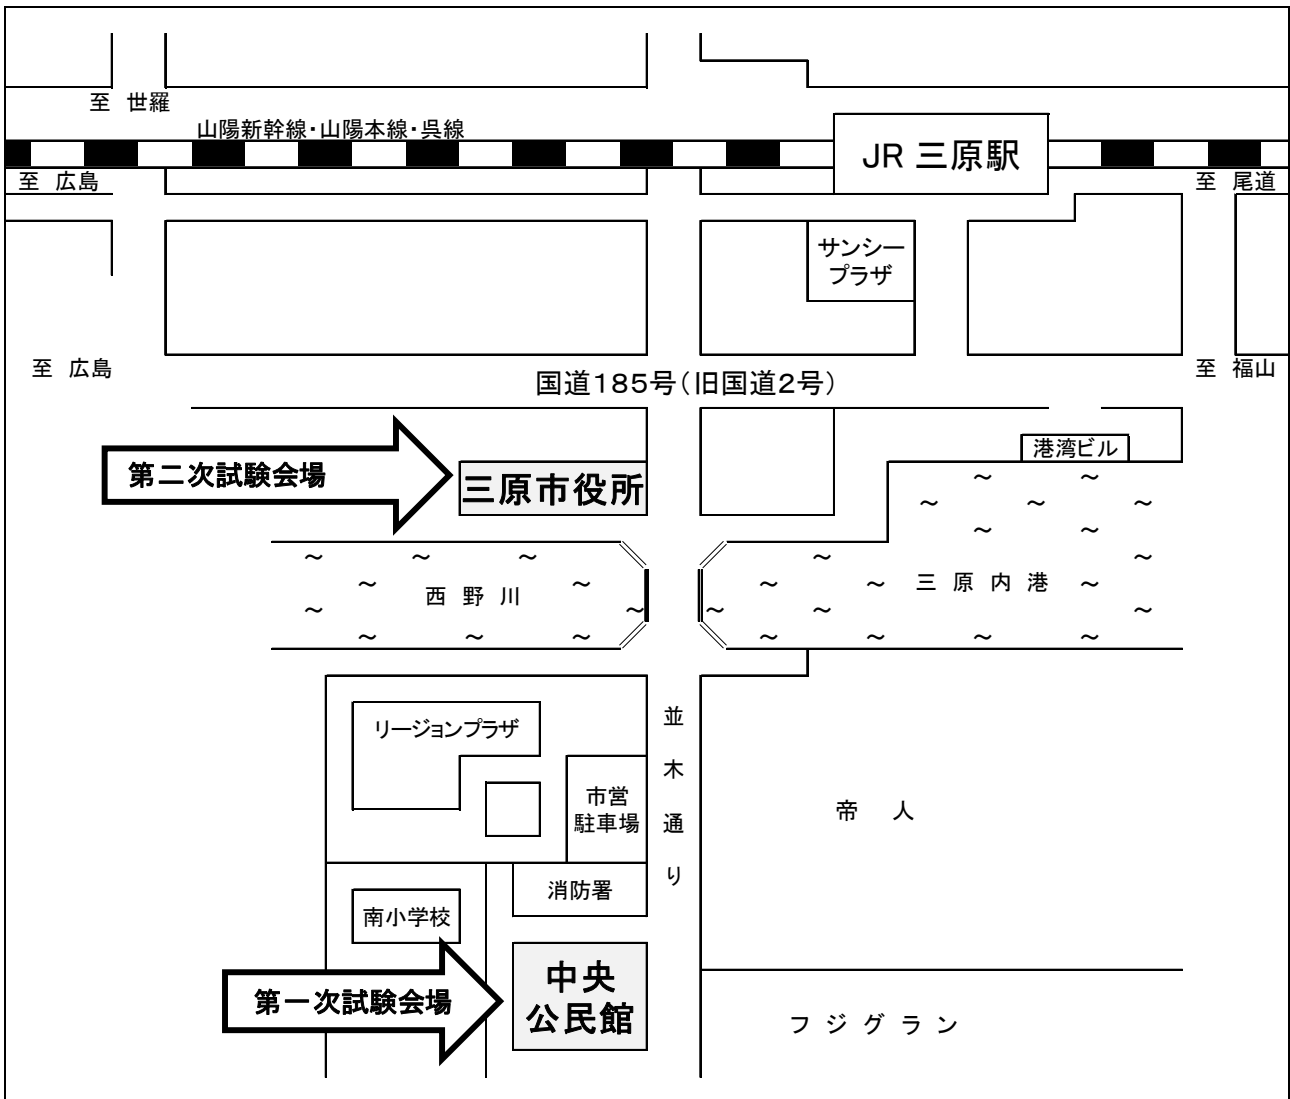 至 世羅
山陽新幹線・山陽本線・呉線
JR 三原駅
至 広島
至 尾道
サンシー
プラザ
至 広島
至 福山
国道185号(旧国道2号)
港湾ビル
第二次試験会場
三原市役所
西 野 川
三 原 内 港
並木通り
リージョンプラザ
市営
駐車場
帝 人
消防署
南小学校
中央
公民館
第一次試験会場
フ ジ グ ラ ン